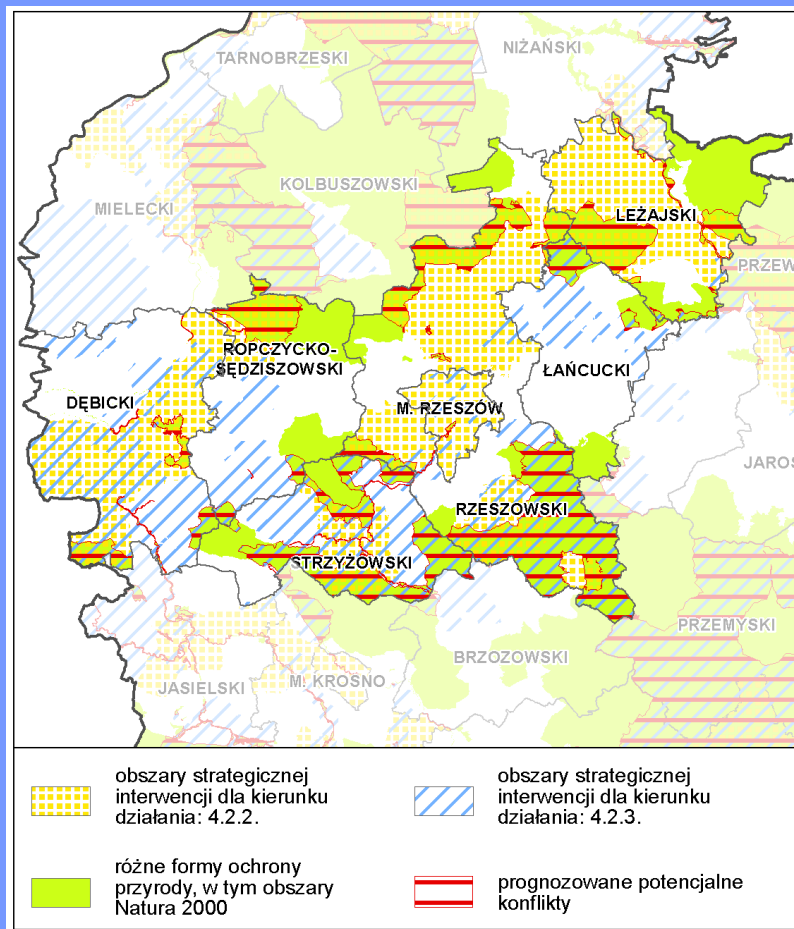 TARNOBRZESKI
NIŻAŃSKI
KOLBUSZOWSKI
MIELECKI
LEŻAJSKI
PRZEW
ROPCZYCKO-
SĘDZISZOWSKI
ŁAŃCUCKI
DĘBICKI
M. RZESZÓW
JAROS
RZESZOWSKI
STRZYŻOWSKI
PRZEMYSKI
BRZOZOWSKI
M. KROSNO
JASIELSKI
obszary strategicznej
interwencji dla kierunku
działania: 4.2.2.
obszary strategicznej
interwencji dla kierunku
działania: 4.2.3.
różne formy ochrony
przyrody, w tym obszary
Natura 2000
prognozowane potencjalne
konflikty